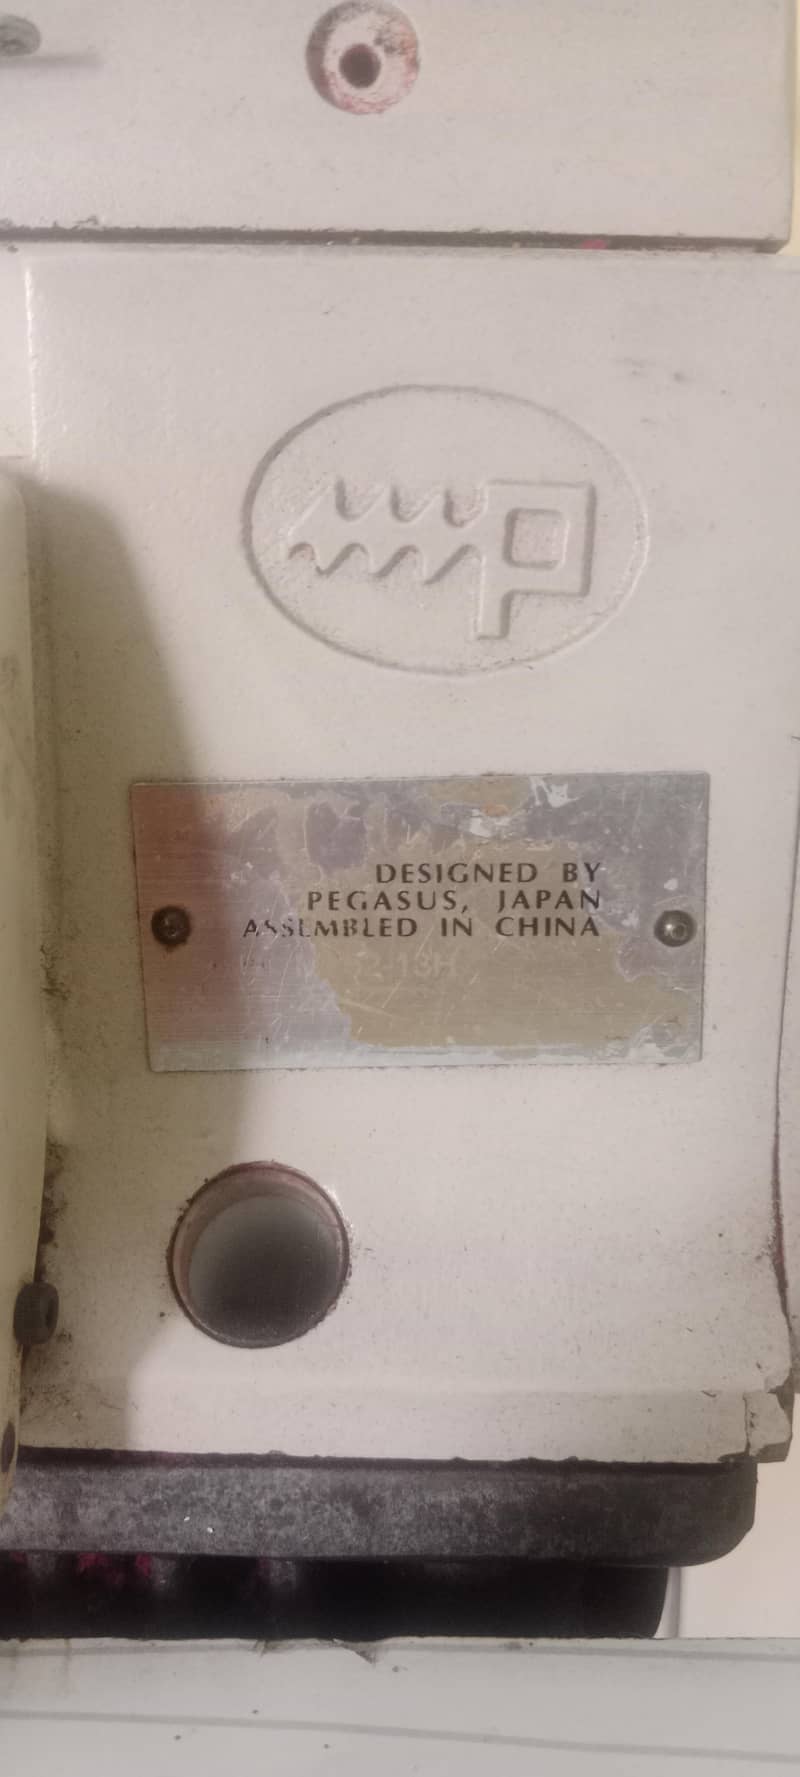 DESIGNED BY
PEGASUS, JAPAN
ASSEMBLED IN CHINA